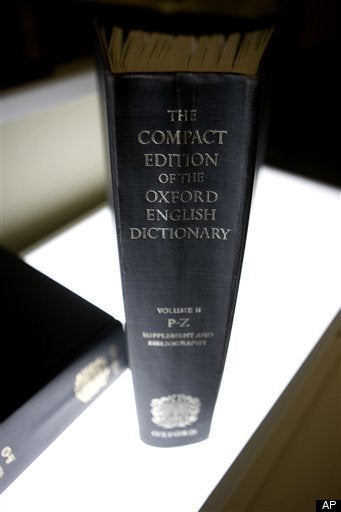 THE
COMPACT
EDITION
OF THE
OXFORD
ENGLISH
DICTIONARY
VOLUME II
P-Z
SUPPLEMENT AND
BIBLIOGRAPHY
OXFORD
AP